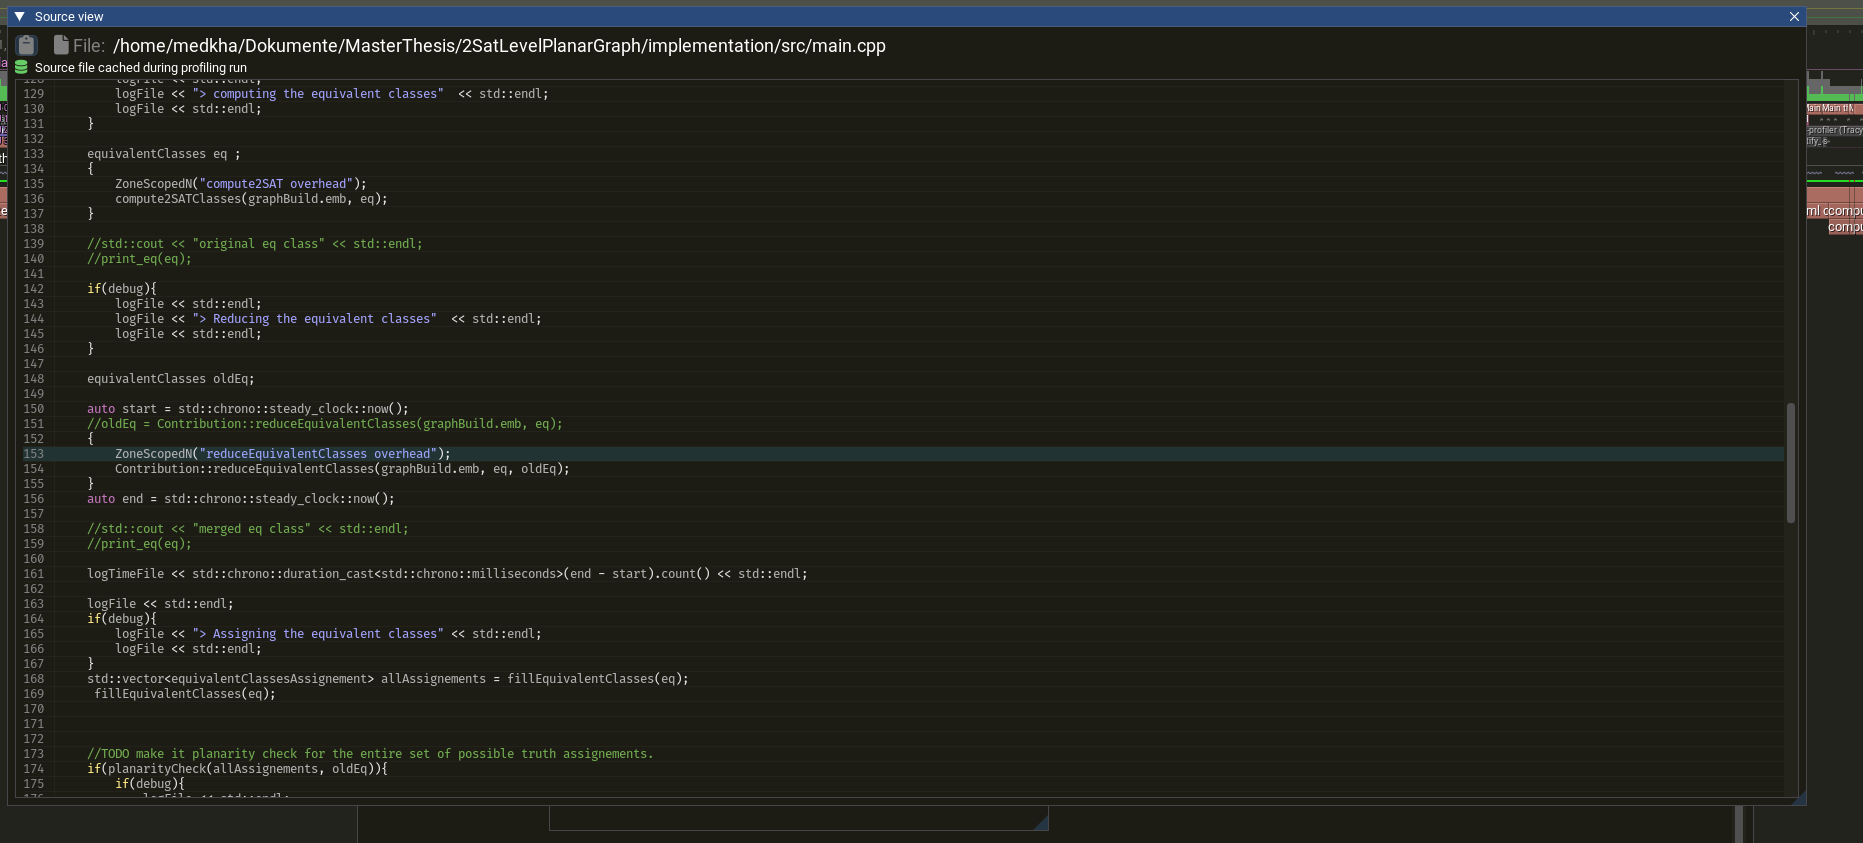 Source view
File: /home/medkha/Dokumente/MasterThesis/2SatLevelPlanarGraph/implementation/src/main.cpp
Source file cached during profiling run
129 logFile << "> computing the equivalent classes"  << std::endl;
130 logFile << std::endl;
131 }
132
133 equivalentClasses eq ;
134 {
135 ZoneScopedN("compute2SAT overhead");
136 compute2SATClasses(graphBuild.emb, eq);
137 }
138
139 //std::cout << "original eq class" << std::endl;
140 //print_eq(eq);
141
142 if(debug){
143 logFile << std::endl;
144 logFile << "> Reducing the equivalent classes"  << std::endl;
145 logFile << std::endl;
146 }
147
148 equivalentClasses oldEq;
149
150 auto start = std::chrono::steady_clock::now();
151 //oldEq = Contribution::reduceEquivalentClasses(graphBuild.emb, eq);
152 {
153 ZoneScopedN("reduceEquivalentClasses overhead");
154 Contribution::reduceEquivalentClasses(graphBuild.emb, eq, oldEq);
155 }
156 auto end = std::chrono::steady_clock::now();
157
158 //std::cout << "merged eq class" << std::endl;
159 //print_eq(eq);
160
161 logTimeFile << std::chrono::duration_cast<std::chrono::milliseconds>(end - start).count() << std::endl;
162
163 logFile << std::endl;
164 if(debug){
165 logFile << "> Assigning the equivalent classes" << std::endl;
166 logFile << std::endl;
167 }
168 std::vector<equivalentClassesAssignement> allAssignements = fillEquivalentClasses(eq);
169 fillEquivalentClasses(eq);
170
171
172
173 //TODO make it planarity check for the entire set of possible truth assignements.
174 if(planarityCheck(allAssignements, oldEq)){
175 if(debug){